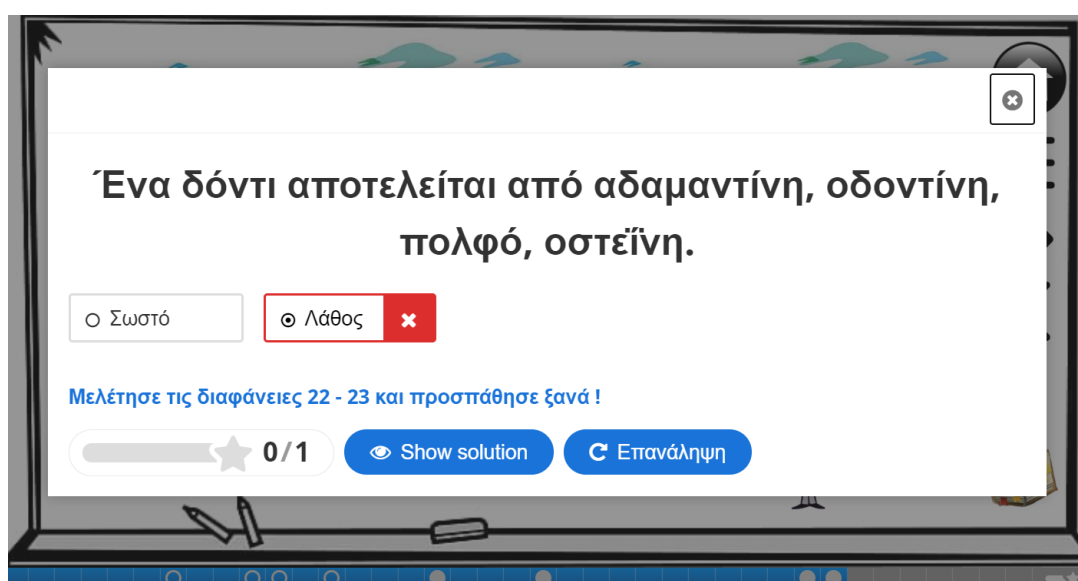 Ένα δόντι αποτελείται από αδαμαντίνη, οδοντίνη,
πολφό, οστεΐνη.
Σωστό
Λάθος
Μελέτησε τις διαφάνειες 22 - 23 και προσπάθησε ξανά !
0/1
Show solution
Επανάληψη